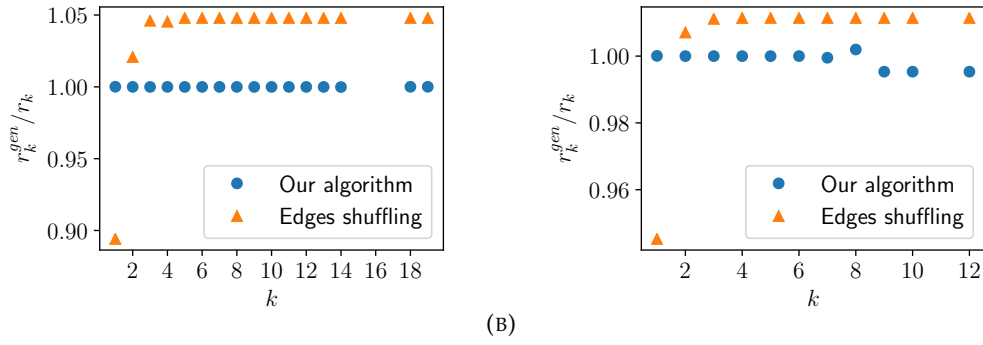 1.05
1.00
0.95
0.90
r_k^{gen}/r_k
Our algorithm
Edges shuffling
2 4 6 8 10 12 14 16 18
k
1.00
0.98
0.96
r_k^{gen}/r_k
Our algorithm
Edges shuffling
2 4 6 8 10 12
k
(B)